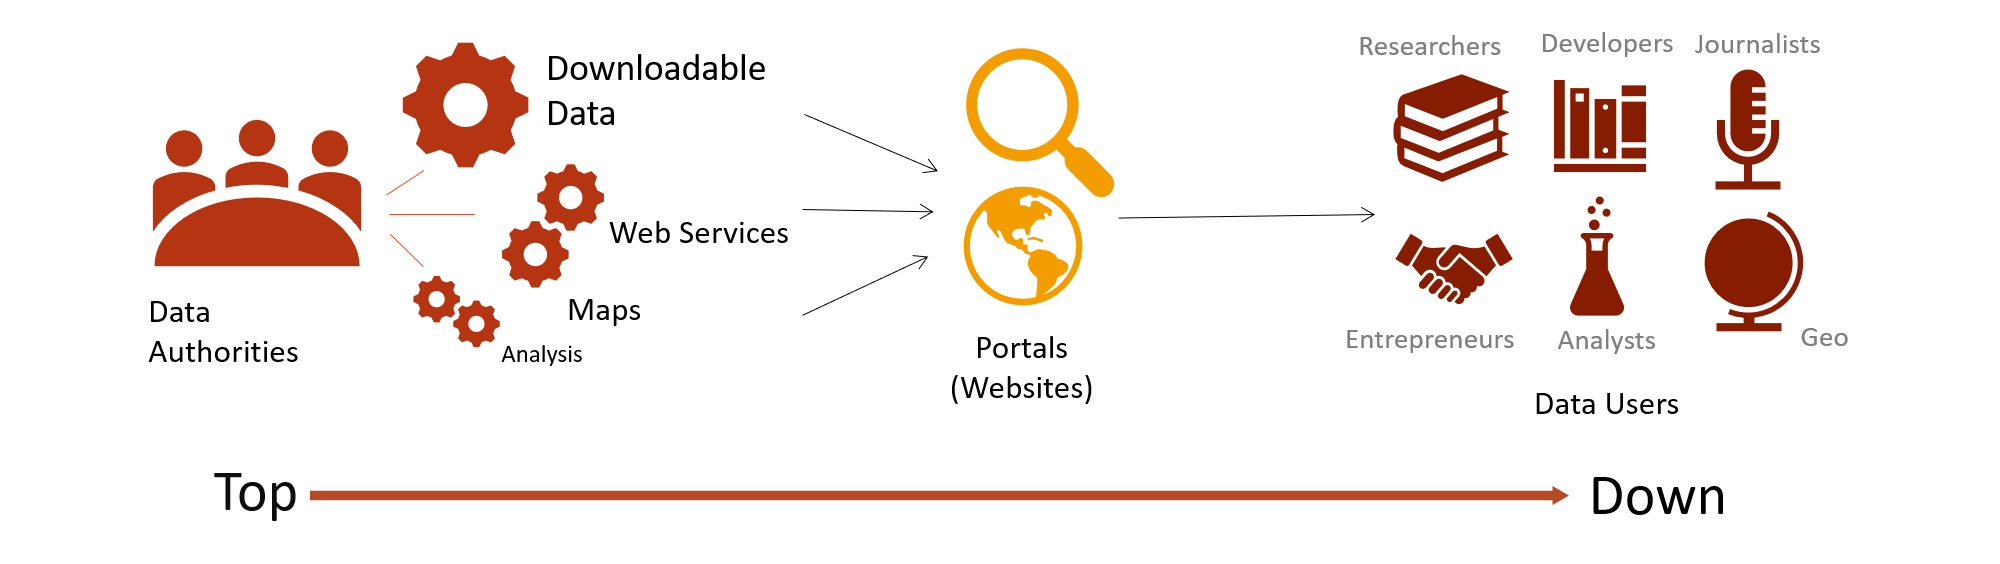 Data
Authorities
Downloadable
Data
Web Services
Maps
Analysis
Portals
(Websites)
Researchers
Developers
Journalists
Entrepreneurs
Analysts
Geo
Data Users
Top
Down